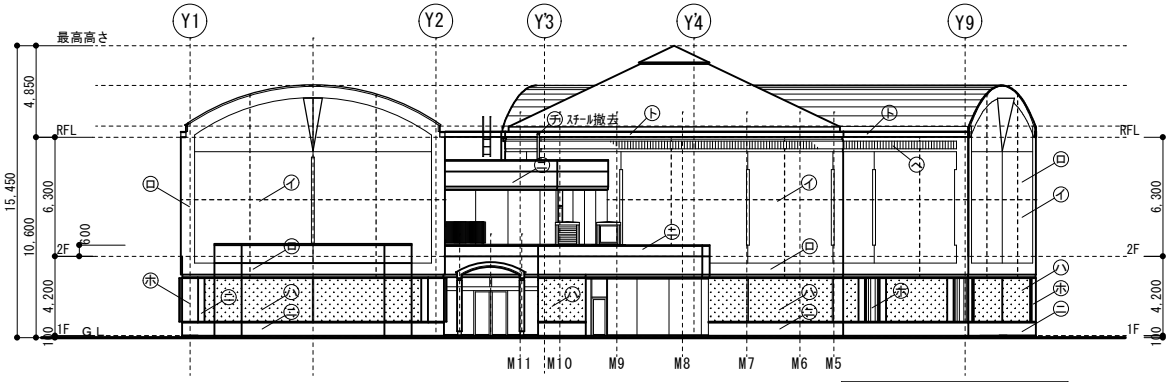 Y1 Y2 Y'3 Y'4 Y9
最高高さ
4,850
RFL RFL
㋠ スチール撤去 ㋣ ㋣
㋬
㋥
15,450
10,600
6,300 6,300
㋺ ㋑ ㋑ ㋺ ㋑
600
2F 2F
㋺ ㋲ ㋺
4,200 4,200
㋭ ㋥ ㋩ ㋩ ㋩ ㋭ ㋩ ㋭
㋥ ㋥ ㋥
1F G.L 1F
100 100
M11 M10 M9 M8 M7 M6 M5